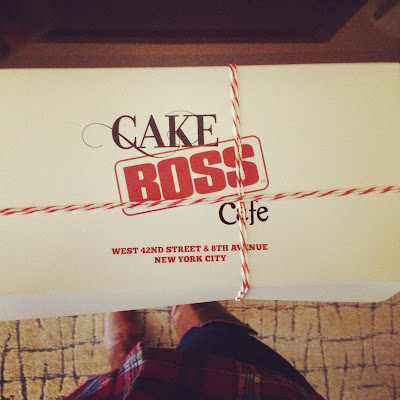 CAKE
BOSS
Cafe
WEST 42ND STREET & 8TH AVENUE
NEW YORK CITY